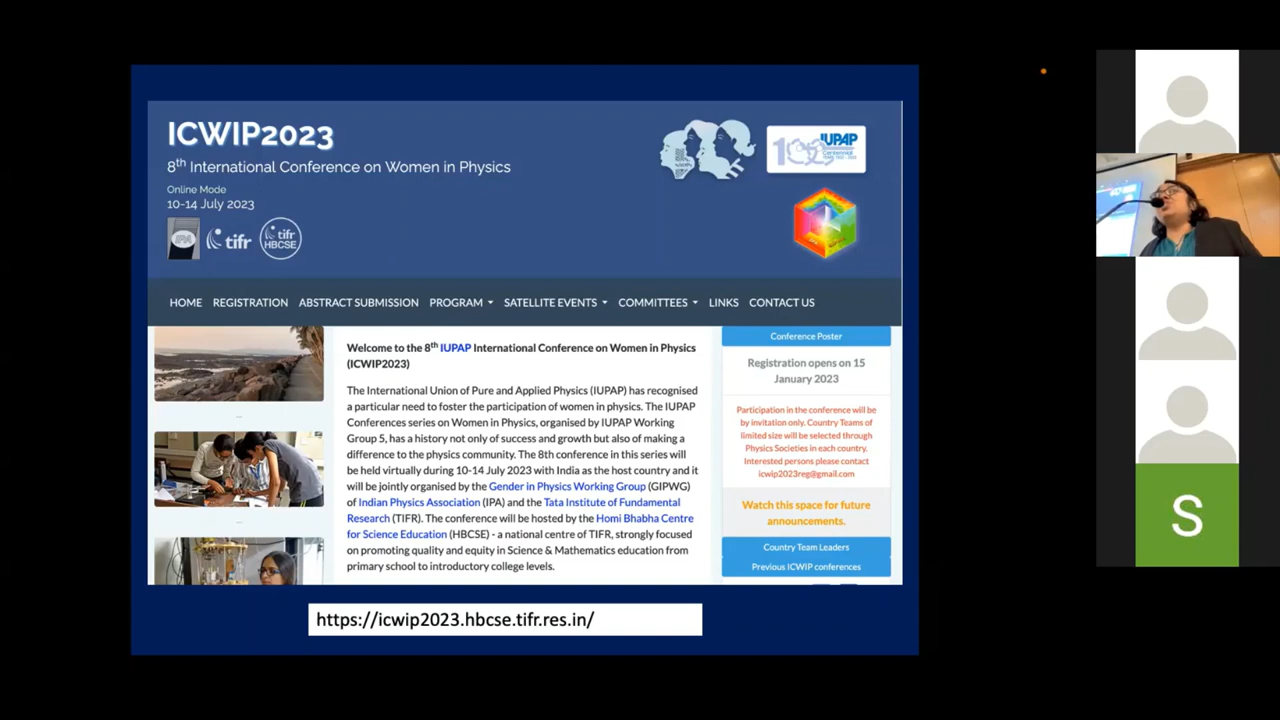 ICWIP2023
8th International Conference on Women in Physics
Online Mode
10-14 July 2023
IPA
tifr
tifr
HBCSE
100
IUPAP
Centennial
HOME REGISTRATION ABSTRACT SUBMISSION PROGRAM SATELLITE EVENTS COMMITTEES LINKS CONTACT US
Welcome to the 8th IUPAP International Conference on Women in Physics
(ICWIP2023)
The International Union of Pure and Applied Physics (IUPAP) has recognised
a particular need to foster the participation of women in physics. The IUPAP
Conferences series on Women in Physics, organised by IUPAP Working
Group 5, has a history not only of success and growth but also of making a
difference to the physics community. The 8th conference in this series will
be held virtually during 10-14 July 2023 with India as the host country and it
will be jointly organised by the Gender in Physics Working Group (GIPWG)
of Indian Physics Association (IPA) and the Tata Institute of Fundamental
Research (TIFR). The conference will be hosted by the Homi Bhabha Centre
for Science Education (HBCSE) - a national centre of TIFR, strongly focused
on promoting quality and equity in Science & Mathematics education from
primary school to introductory college levels.
Conference Poster
Registration opens on 15
January 2023
Participation in the conference will be
by invitation only. Country Teams of
limited size will be selected through
Physics Societies in each country.
Interested persons please contact
icwip2023reg@gmail.com
Watch this space for future
announcements.
Country Team Leaders
Previous ICWIP conferences
https://icwip2023.hbcse.tifr.res.in/
S